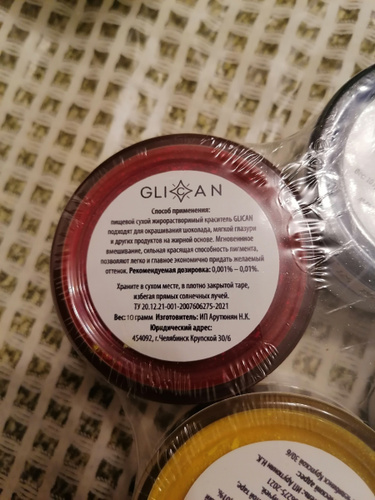 GLICAN
Способ применения:
пищевой сухой жирорастворимый краситель GLICAN
подходят для окрашивания шоколада, мягкой глазури
и других продуктов на жирной основе. Мгновенное
вмешивание, сильная красящая способность пигмента,
позволяют легко и главное экономично придать желаемый
оттенок. Рекомендуемая дозировка: 0,001% – 0,01%.
Храните в сухом месте, в плотно закрытой таре,
избегая прямых солнечных лучей.
ТУ 20.12.21-001-2007606275-2021
Вес: 10 грамм Изготовитель: ИП Арутюнян Н.К.
Юридический адрес:
454092, г.Челябинск Крупской 30/6